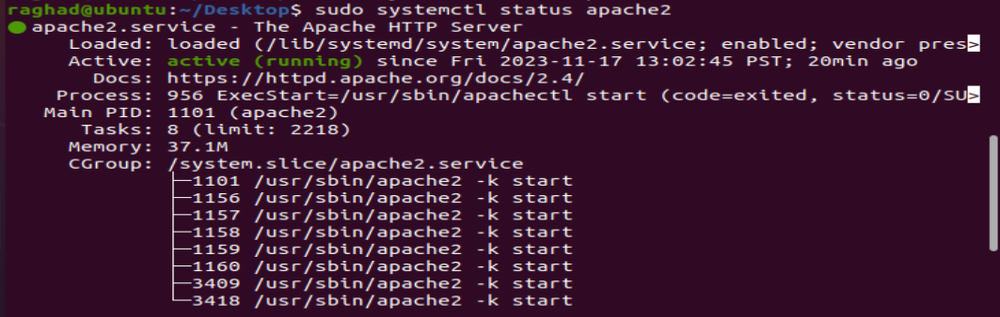 raghad@ubuntu:~/Desktop$ sudo systemctl status apache2
● apache2.service - The Apache HTTP Server
Loaded: loaded (/lib/systemd/system/apache2.service; enabled; vendor pres>
Active: active (running) since Fri 2023-11-17 13:02:45 PST; 20min ago
Docs: https://httpd.apache.org/docs/2.4/
Process: 956 ExecStart=/usr/sbin/apachectl start (code=exited, status=0/SU>
Main PID: 1101 (apache2)
Tasks: 8 (limit: 2218)
Memory: 37.1M
CGroup: /system.slice/apache2.service
├─1101 /usr/sbin/apache2 -k start
├─1156 /usr/sbin/apache2 -k start
├─1157 /usr/sbin/apache2 -k start
├─1158 /usr/sbin/apache2 -k start
├─1159 /usr/sbin/apache2 -k start
├─1160 /usr/sbin/apache2 -k start
├─3409 /usr/sbin/apache2 -k start
└─3418 /usr/sbin/apache2 -k start